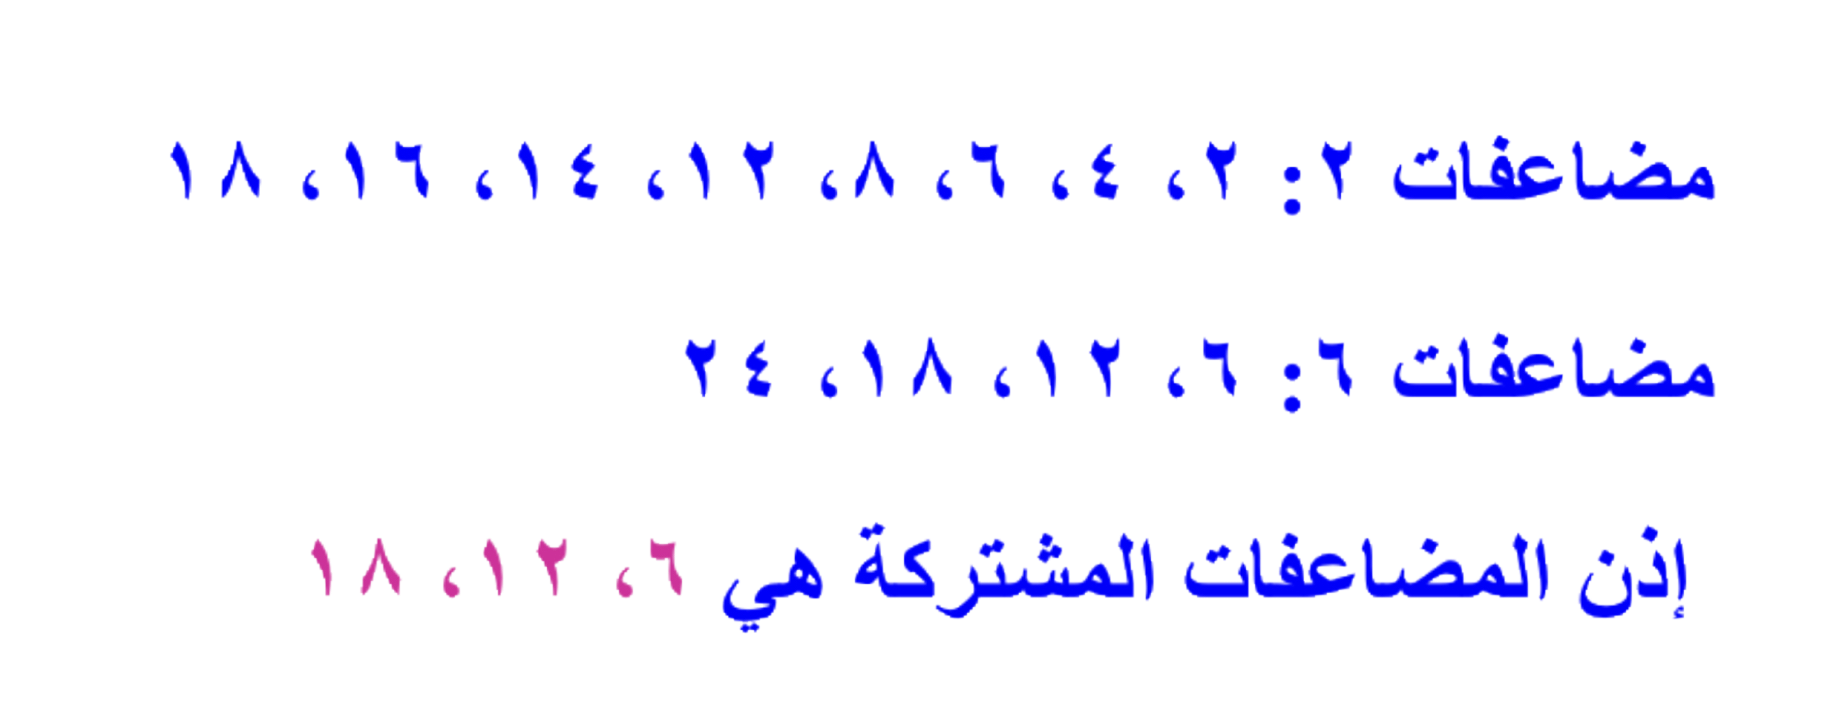 مضاعفات ٢: ٢، ٤، ٦، ٨، ١٢، ١٤، ١٦، ١٨
مضاعفات ٦: ٦، ١٢، ١٨، ٢٤
إذن المضاعفات المشتركة هي ٦، ١٢، ١٨